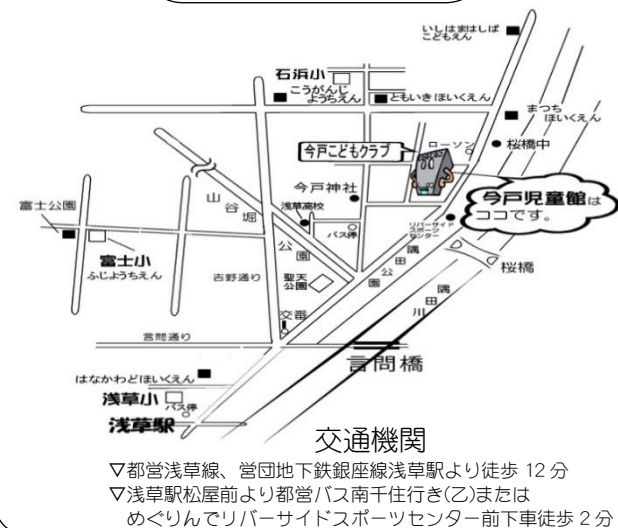 いしはまはしば
こどもえん
石浜小
こうがんじ
ようちえん
ともいきほいくえん
まつち
ほいくえん
ローソン
桜橋中
今戸こどもクラブ
今戸児童館は
ココです。
今戸神社
山谷堀
公園
浅草高校
バス停
リバーサイド
スポーツ
センター
富士公園
富士小
ふじようちえん
吉野通り
聖天
公園
隅田公園
隅田川
桜橋
交番
言問通り
言問橋
はなかわどほいくえん
浅草小
バス停
浅草駅
交通機関
▽都営浅草線、営団地下鉄銀座線浅草駅より徒歩 12 分
▽浅草駅松屋前より都営バス南千住行き(乙)または
めぐりんでリバーサイドスポーツセンター前下車徒歩 2 分